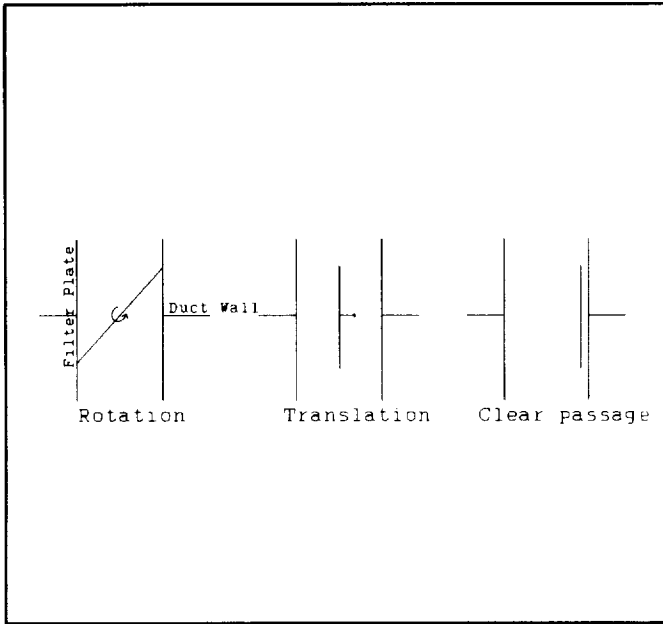 Filter Plate
Duct Wall
Rotation
Translation
Clear passage